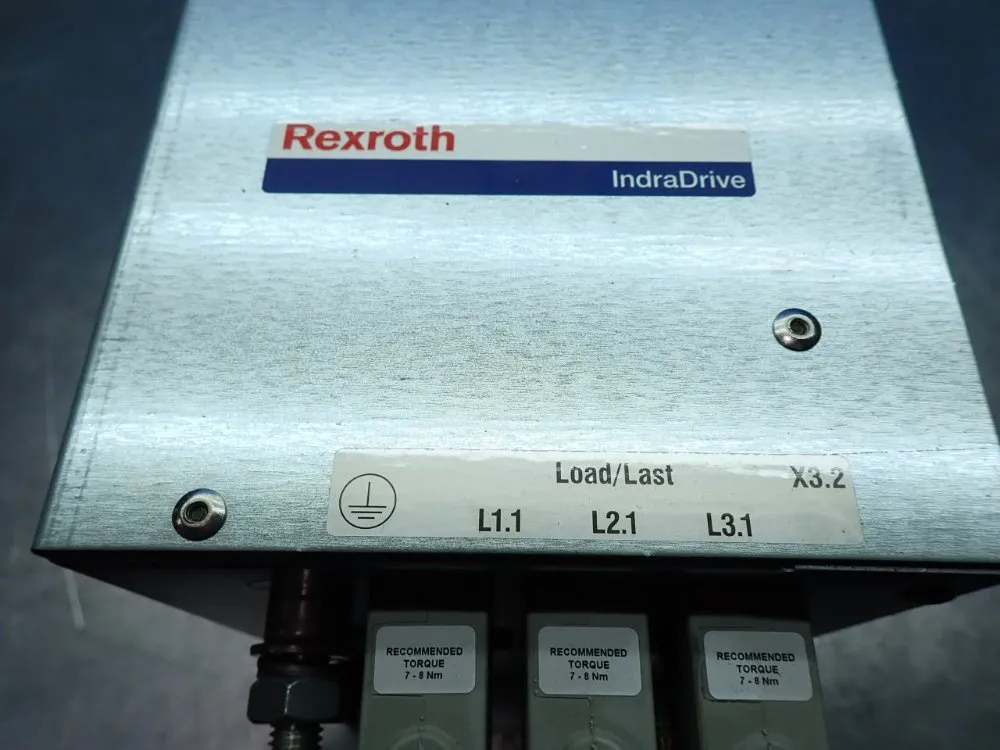 Rexroth
IndraDrive
Load/Last X3.2
L1.1 L2.1 L3.1
RECOMMENDED
TORQUE
7 - 8 Nm
RECOMMENDED
TORQUE
7 - 8 Nm
RECOMMENDED
TORQUE
7 - 8 Nm